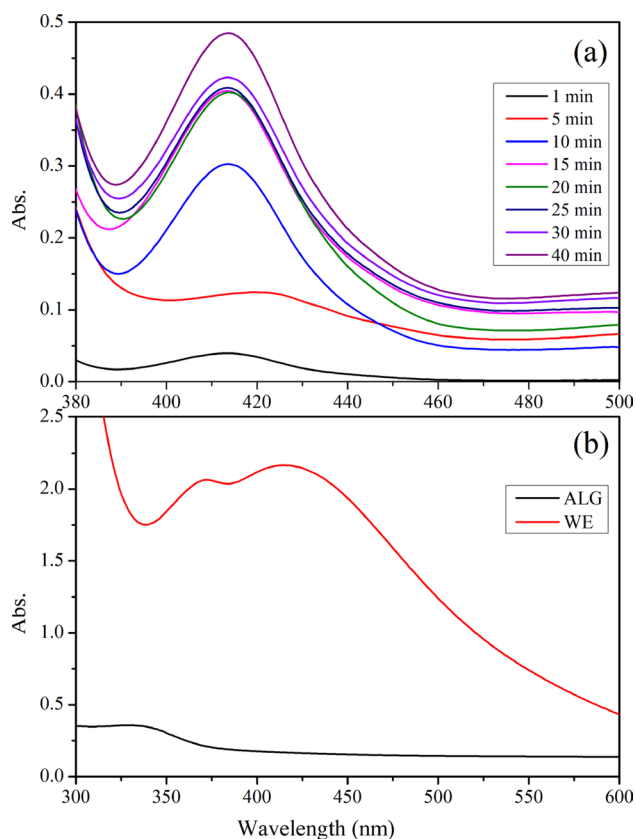 0.5
0.4
0.3
0.2
0.1
0.0
Abs.
(a)
1 min
5 min
10 min
15 min
20 min
25 min
30 min
40 min
380 400 420 440 460 480 500
2.5
2.0
1.5
1.0
0.5
0.0
Abs.
(b)
ALG
WE
300 350 400 450 500 550 600
Wavelength (nm)